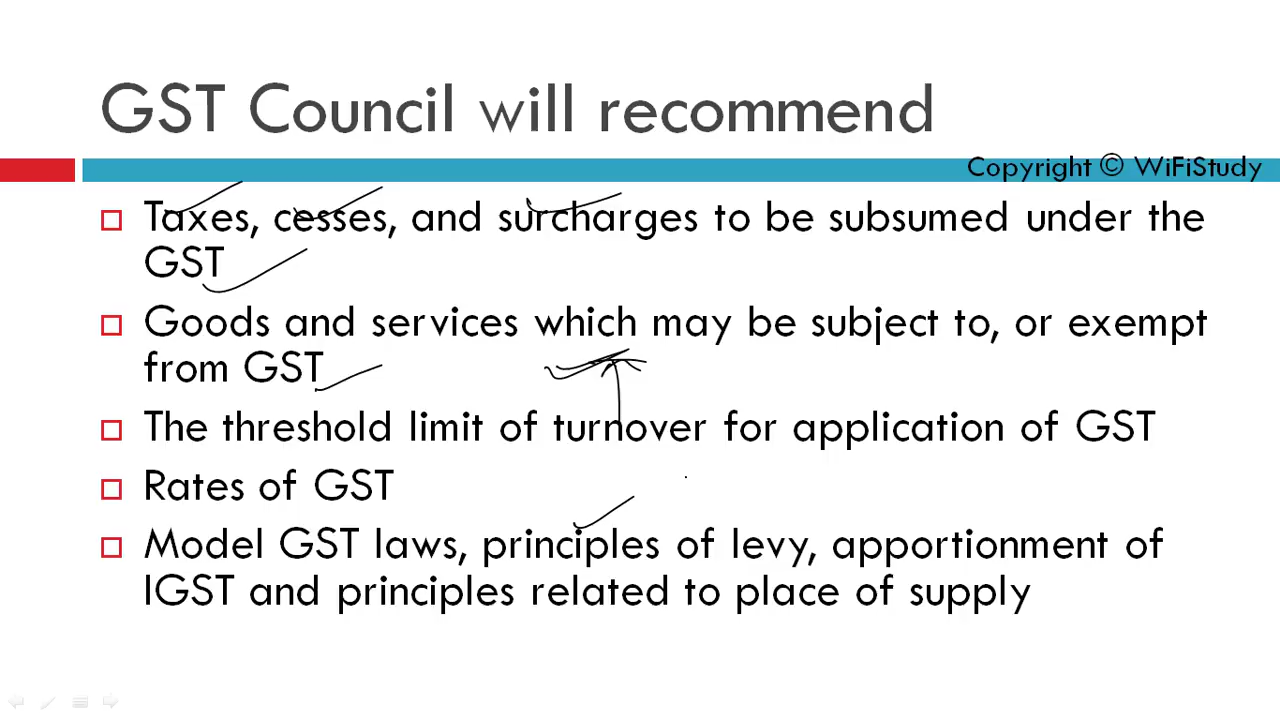 GST Council will recommend
Copyright © WiFiStudy
Taxes, cesses, and surcharges to be subsumed under the
GST
Goods and services which may be subject to, or exempt
from GST
The threshold limit of turnover for application of GST
Rates of GST
Model GST laws, principles of levy, apportionment of
IGST and principles related to place of supply